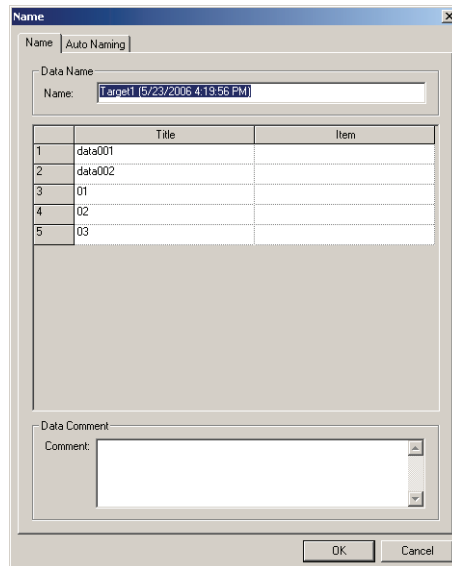 Name
Name Auto Naming
Data Name
Name: Target1 (5/23/2006 4:19:56 PM)
Title Item
1 data001
2 data002
3 01
4 02
5 03
Data Comment
Comment:
OK Cancel